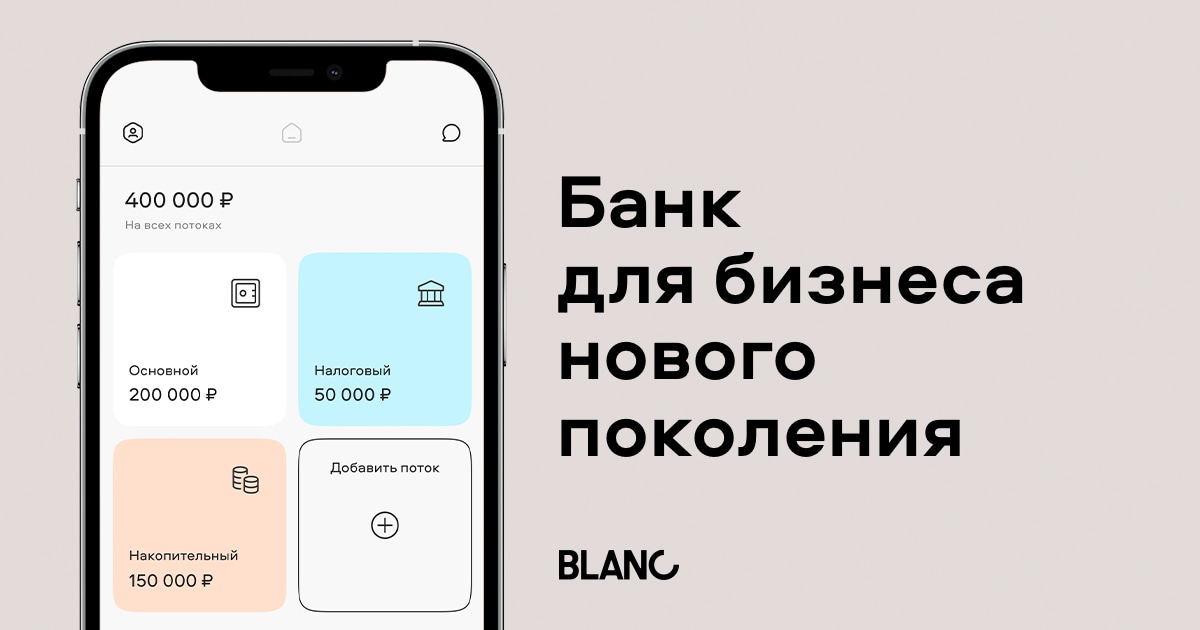 400 000 ₽
На всех потоках
Основной
200 000 ₽
Налоговый
50 000 ₽
Накопительный
150 000 ₽
Добавить поток
Банк
для бизнеса
нового
поколения
BLANC